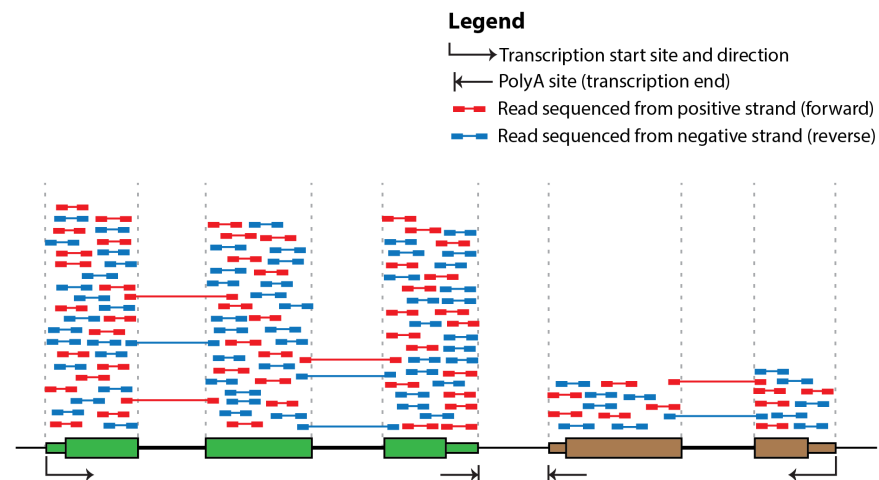 Legend
Transcription start site and direction
PolyA site (transcription end)
Read sequenced from positive strand (forward)
Read sequenced from negative strand (reverse)